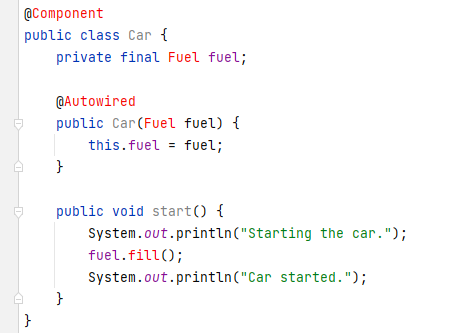 @Component
public class Car {
    private final Fuel fuel;

    @Autowired
    public Car(Fuel fuel) {
        this.fuel = fuel;
    }

    public void start() {
        System.out.println("Starting the car.");
        fuel.fill();
        System.out.println("Car started.");
    }
}